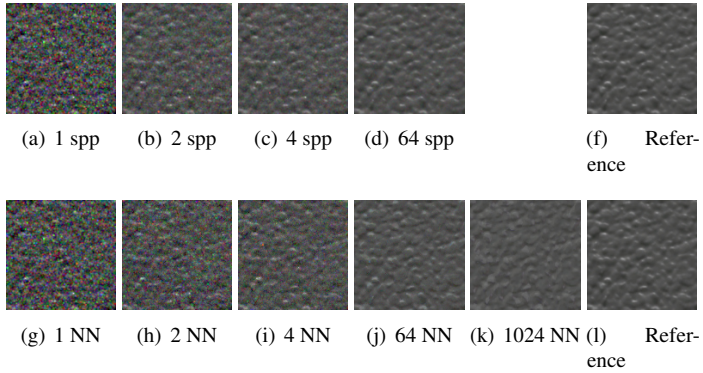 (a) 1 spp (b) 2 spp (c) 4 spp (d) 64 spp (f) Refer-
ence
(g) 1 NN (h) 2 NN (i) 4 NN (j) 64 NN (k) 1024 NN (l) Refer-
ence